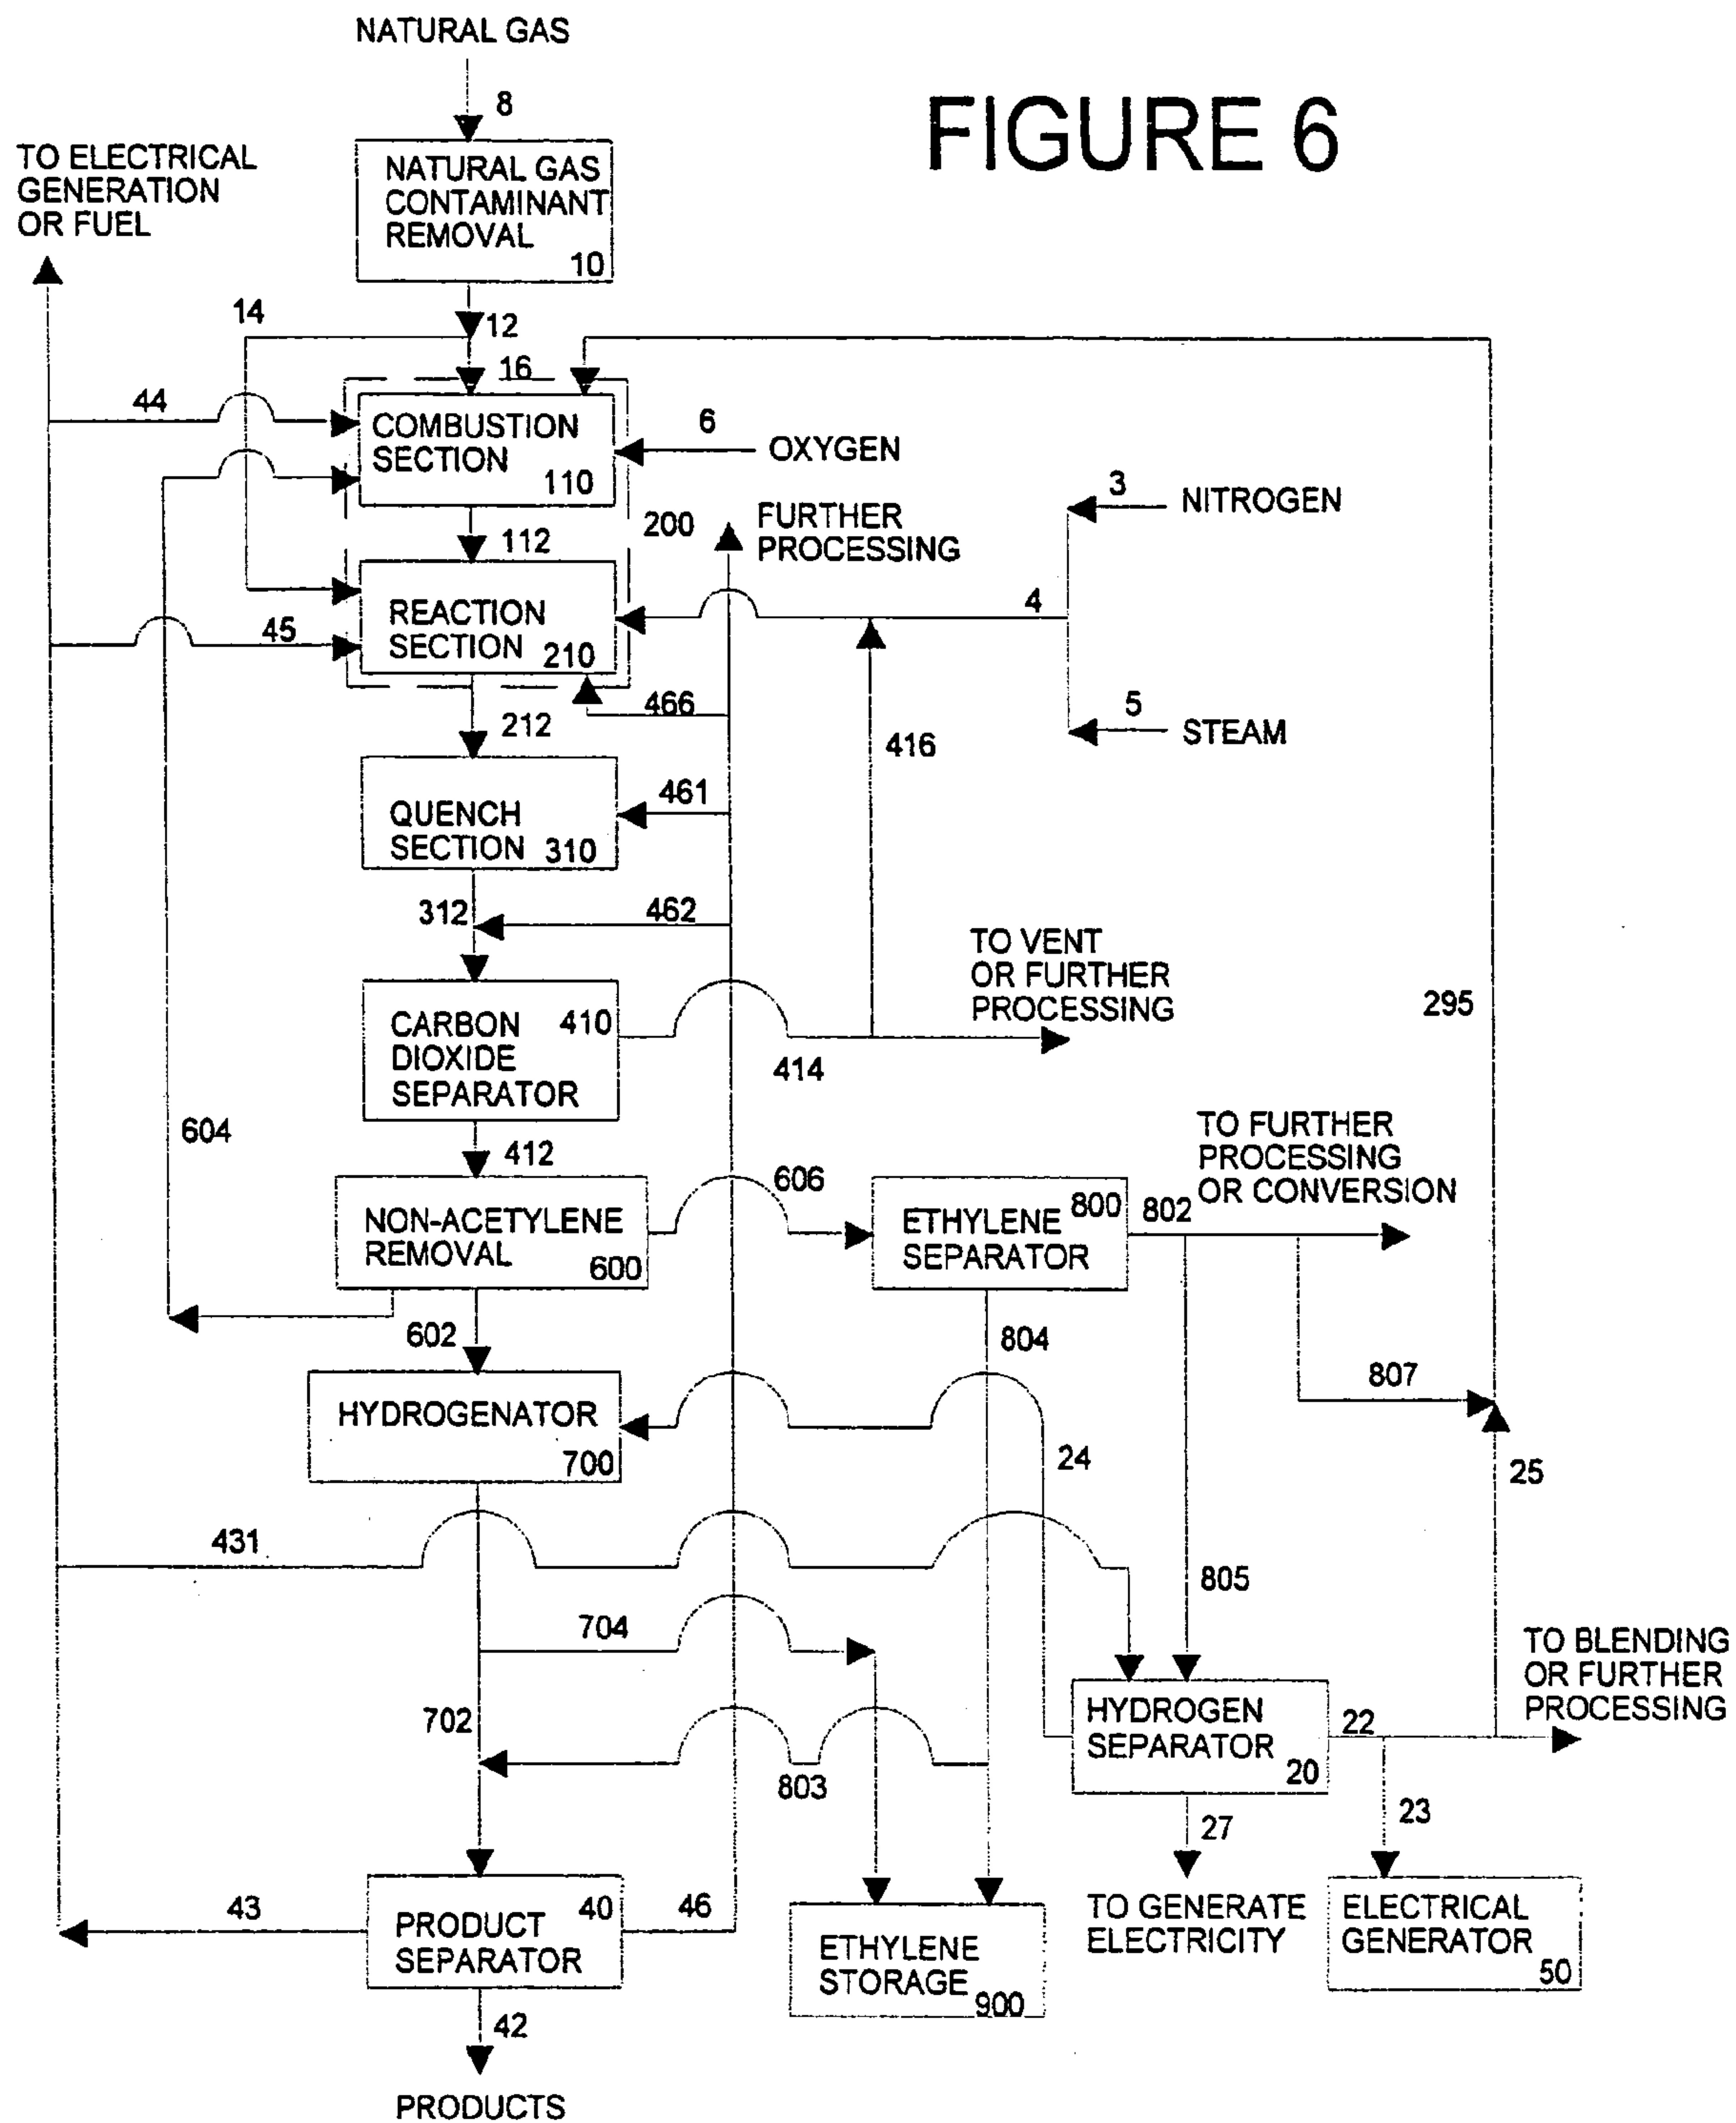 NATURAL GAS
8
FIGURE 6
TO ELECTRICAL
GENERATION
OR FUEL
NATURAL GAS
CONTAMINANT
REMOVAL
10
14
12
16
44
COMBUSTION
SECTION
110
6
OXYGEN
3
NITROGEN
200
FURTHER
PROCESSING
112
REACTION
SECTION
210
4
45
466
212
5
STEAM
416
QUENCH
SECTION
310
461
312
462
TO VENT
OR FURTHER
PROCESSING
295
CARBON
DIOXIDE
SEPARATOR
410
414
604
412
TO FURTHER
PROCESSING
OR CONVERSION
NON-ACETYLENE
REMOVAL
600
606
ETHYLENE
SEPARATOR
800
802
602
804
807
HYDROGENATOR
700
24
25
431
805
704
TO BLENDING
OR FURTHER
PROCESSING
702
HYDROGEN
SEPARATOR
20
22
803
27
23
43
PRODUCT
SEPARATOR
40
46
ETHYLENE
STORAGE
900
TO GENERATE
ELECTRICITY
ELECTRICAL
GENERATOR
50
42
PRODUCTS